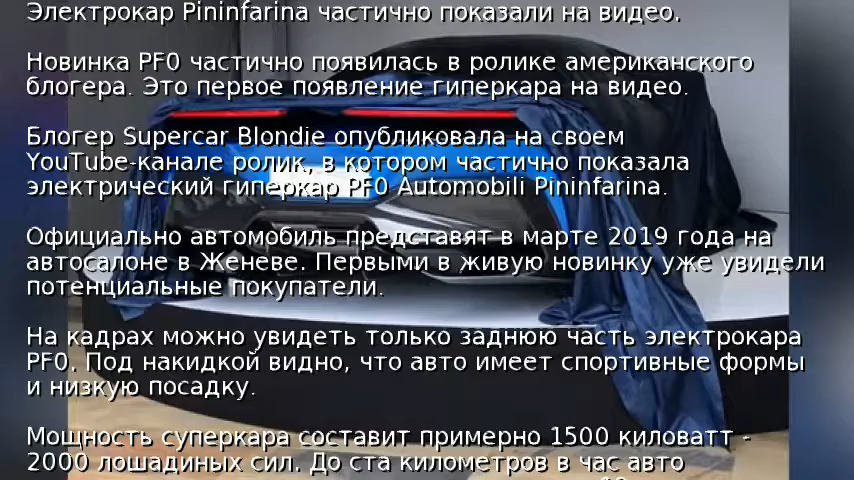 Электрокар Pininfarina частично показали на видео.
Новинка PF0 частично появилась в ролике американского
блогера. Это первое появление гиперкара на видео.
Блогер Supercar Blondie опубликовала на своем
YouTube-канале ролик, в котором частично показала
электрический гиперкар PF0 Automobili Pininfarina.
Официально автомобиль представят в марте 2019 года на
автосалоне в Женеве. Первыми в живую новинку уже увидели
потенциальные покупатели.
На кадрах можно увидеть только заднюю часть электрокара
PF0. Под накидкой видно, что авто имеет спортивные формы
и низкую посадку.
Мощность суперкара составит примерно 1500 киловатт -
2000 лошадиных сил. До ста километров в час авто